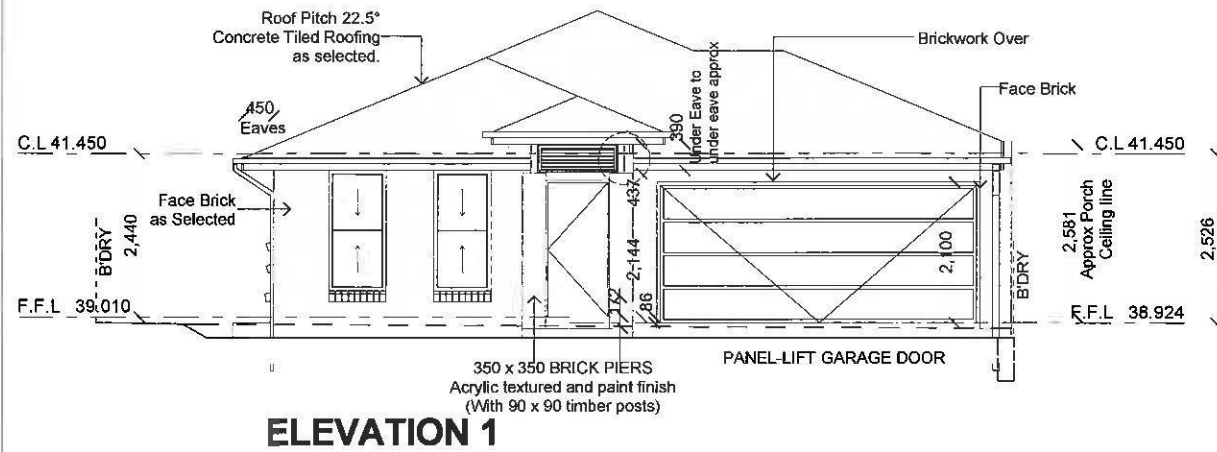 Roof Pitch 22.5°
Concrete Tiled Roofing
as selected.
Brickwork Over
Face Brick
450
Eaves
390
Under Eave to
under eave approx
C.L 41.450
C.L 41.450
Face Brick
as Selected
B'DRY
2,440
437
2,144
172
86
2,100
B'DRY
2,581
Approx Porch
Ceiling line
2,526
F.F.L 39.010
F.F.L 38.924
PANEL-LIFT GARAGE DOOR
350 x 350 BRICK PIERS
Acrylic textured and paint finish
(With 90 x 90 timber posts)
ELEVATION 1